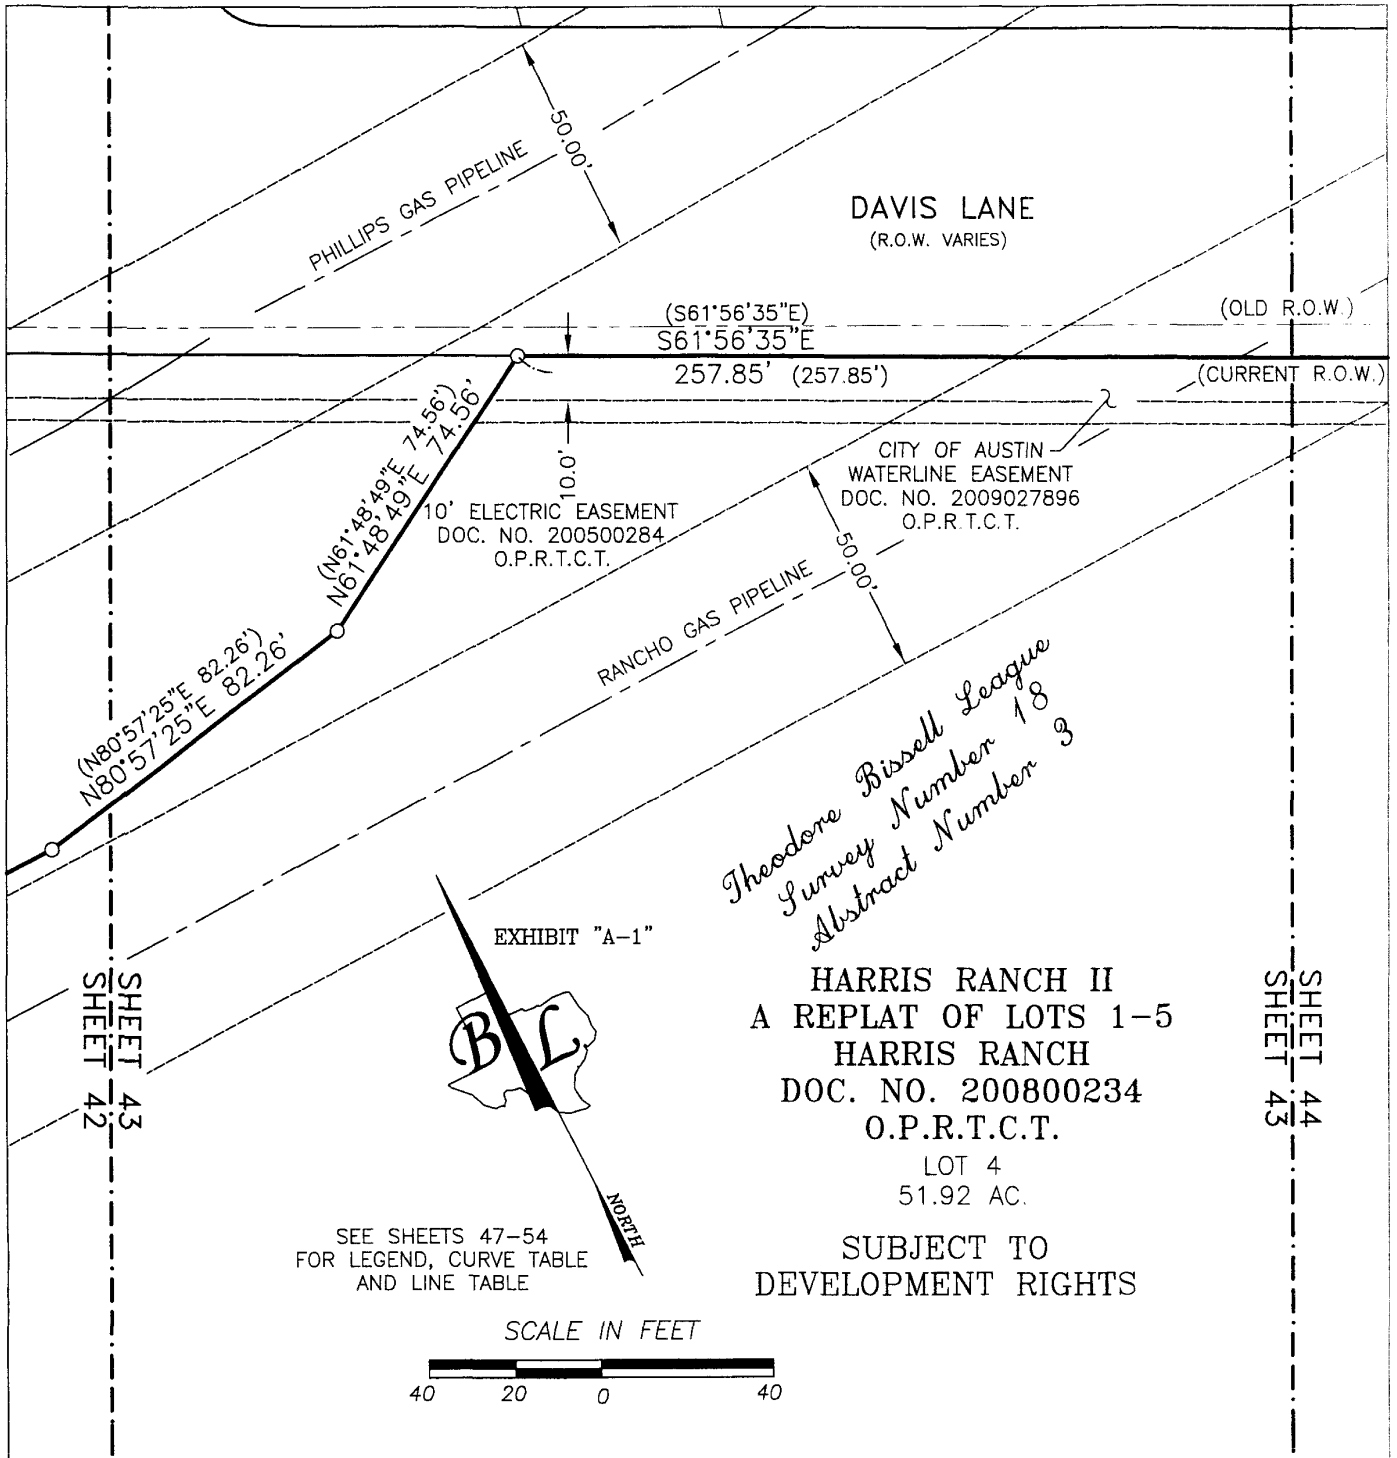 PHILLIPS GAS PIPELINE
50.00'
DAVIS LANE
(R.O.W. VARIES)
(S61°56'35"E)
S61°56'35"E
257.85' (257.85')
(OLD R.O.W.)
(CURRENT R.O.W.)
(N61°48'49"E 74.56')
N61°48'49"E 74.56'
10.0'
10' ELECTRIC EASEMENT
DOC. NO. 200500284
O.P.R.T.C.T.
CITY OF AUSTIN
WATERLINE EASEMENT
DOC. NO. 2009027896
O.P.R.T.C.T.
50.00'
RANCHO GAS PIPELINE
(N80°57'25"E 82.26')
N80°57'25"E 82.26'
Theodore Bissell League
Survey Number 18
Abstract Number 3
EXHIBIT "A-1"
B L
NORTH
SHEET 43
SHEET 42
HARRIS RANCH II
A REPLAT OF LOTS 1-5
HARRIS RANCH
DOC. NO. 200800234
O.P.R.T.C.T.
LOT 4
51.92 AC.
SUBJECT TO
DEVELOPMENT RIGHTS
SHEET 44
SHEET 43
SEE SHEETS 47-54
FOR LEGEND, CURVE TABLE
AND LINE TABLE
SCALE IN FEET
40 20 0 40